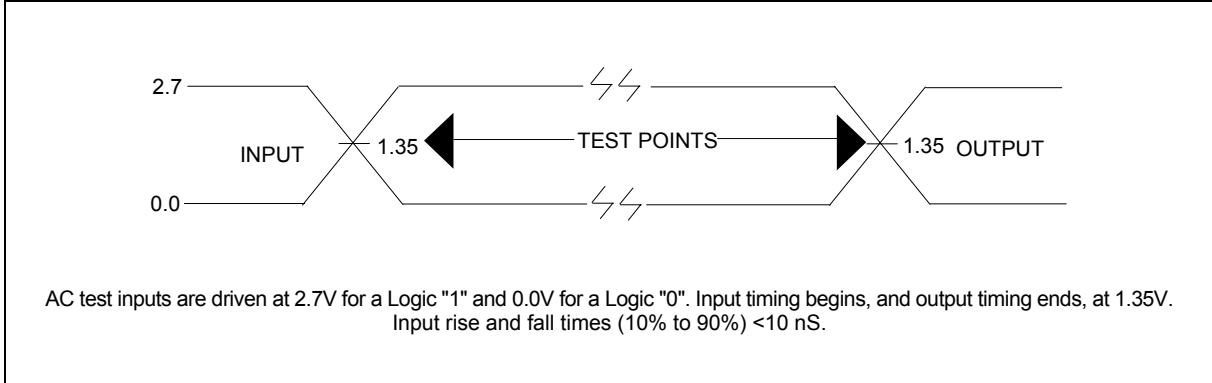 2.7
INPUT 1.35 TEST POINTS 1.35 OUTPUT
0.0
AC test inputs are driven at 2.7V for a Logic "1" and 0.0V for a Logic "0". Input timing begins, and output timing ends, at 1.35V.
Input rise and fall times (10% to 90%) <10 nS.